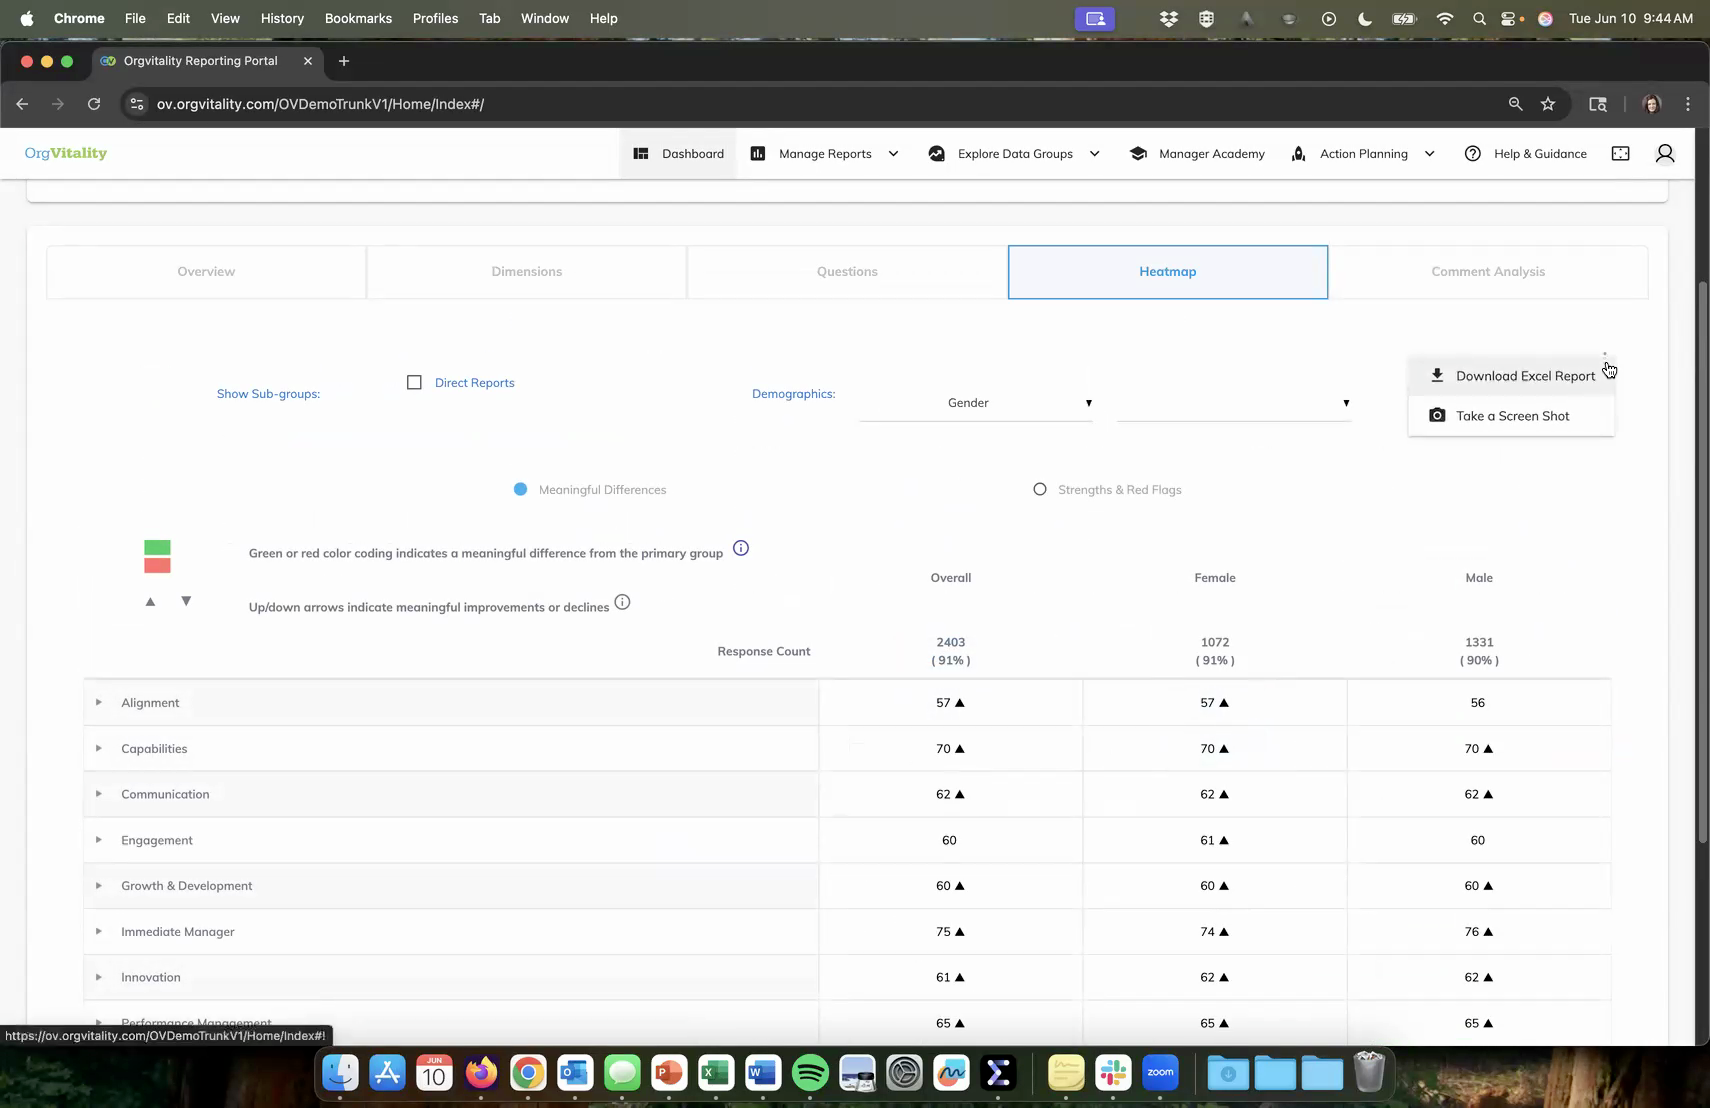 Chrome File Edit View History Bookmarks Profiles Tab Window Help Tue Jun 10 9:44 AM
Orgvitality Reporting Portal
ov.orgvitality.com/OVDemoTrunkV1/Home/Index#/
OrgVitality Dashboard Manage Reports Explore Data Groups Manager Academy Action Planning Help & Guidance
Overview Dimensions Questions Heatmap Comment Analysis
Show Sub-groups: Direct Reports Demographics: Gender
Download Excel Report
Take a Screen Shot
Meaningful Differences Strengths & Red Flags
Green or red color coding indicates a meaningful difference from the primary group
Up/down arrows indicate meaningful improvements or declines
Overall Female Male
Response Count 2403 1072 1331
( 91% ) ( 91% ) ( 90% )
Alignment 57 ▲ 57 ▲ 56
Capabilities 70 ▲ 70 ▲ 70 ▲
Communication 62 ▲ 62 ▲ 62 ▲
Engagement 60 61 ▲ 60
Growth & Development 60 ▲ 60 ▲ 60 ▲
Immediate Manager 75 ▲ 74 ▲ 76 ▲
Innovation 61 ▲ 62 ▲ 62 ▲
Performance Management 65 ▲ 65 ▲ 65 ▲
https://ov.orgvitality.com/OVDemoTrunkV1/Home/Index#!
JUN
10
zoom